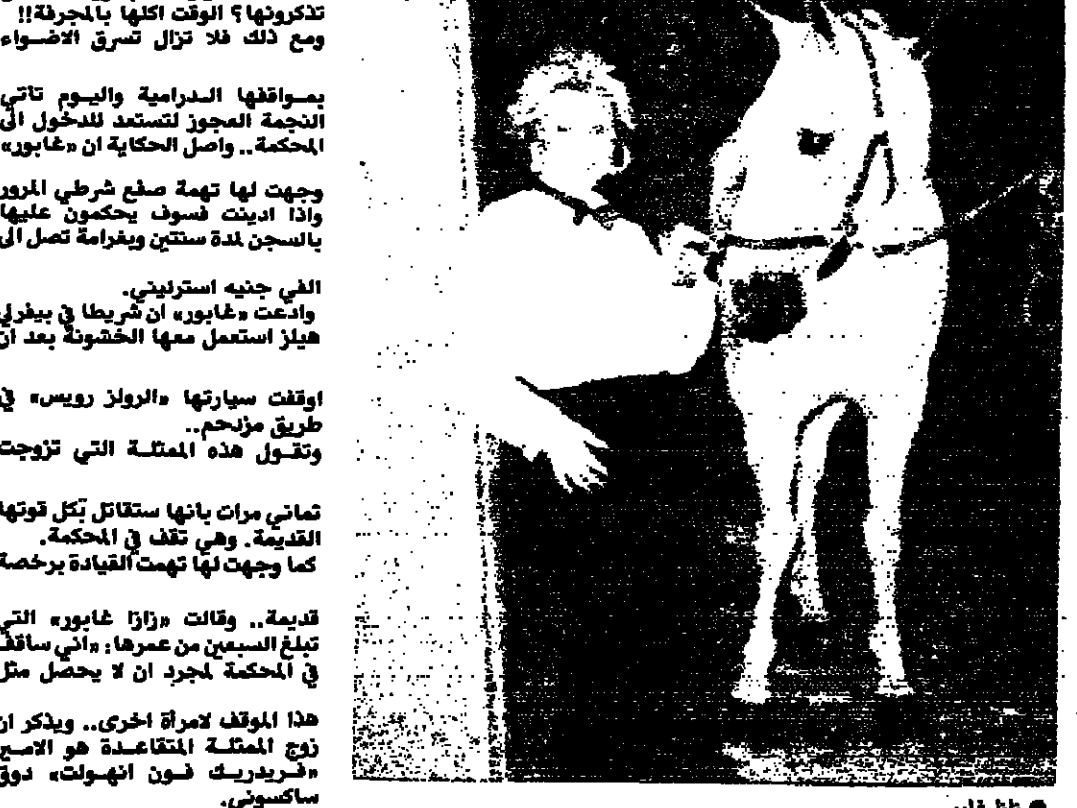 تذكرونها؟ الوقت اكلها بالمجرفة!!
ومع ذلك فلا تزال تسرق الاضواء
بمواقفها الدرامية واليوم تأتي
النجمة العجوز لتستعد للدخول الى
المحكمة.. واصل الحكاية ان «غابور»
وجهت لها تهمة صفع شرطي المرور
واذا ادينت فسوف يحكمون عليها
بالسجن لمدة سنتين وبغرامة تصل الى
الفي جنيه استرليني.
وادعت «غابور» ان شريطا في بيفرلي
هيلز استعمل معها الخشونة بعد ان
اوقفت سيارتها «الرولز رويس» في
طريق مزدحم..
وتقول هذه الممثلة التي تزوجت
ثماني مرات بانها ستقاتل بكل قوتها
القديمة. وهي تقف في المحكمة.
كما وجهت لها تهمت القيادة برخصة
قديمة.. وقالت «زازا غابور» التي
تبلغ السبعين من عمرها: «اني ساقف
في المحكمة لمجرد ان لا يحصل مثل
هذا الموقف لامرأة اخرى.. ويذكر ان
زوج الممثلة المتقاعدة هو الامير
«فريدريك فون انهولت» دوق
ساكسوني.